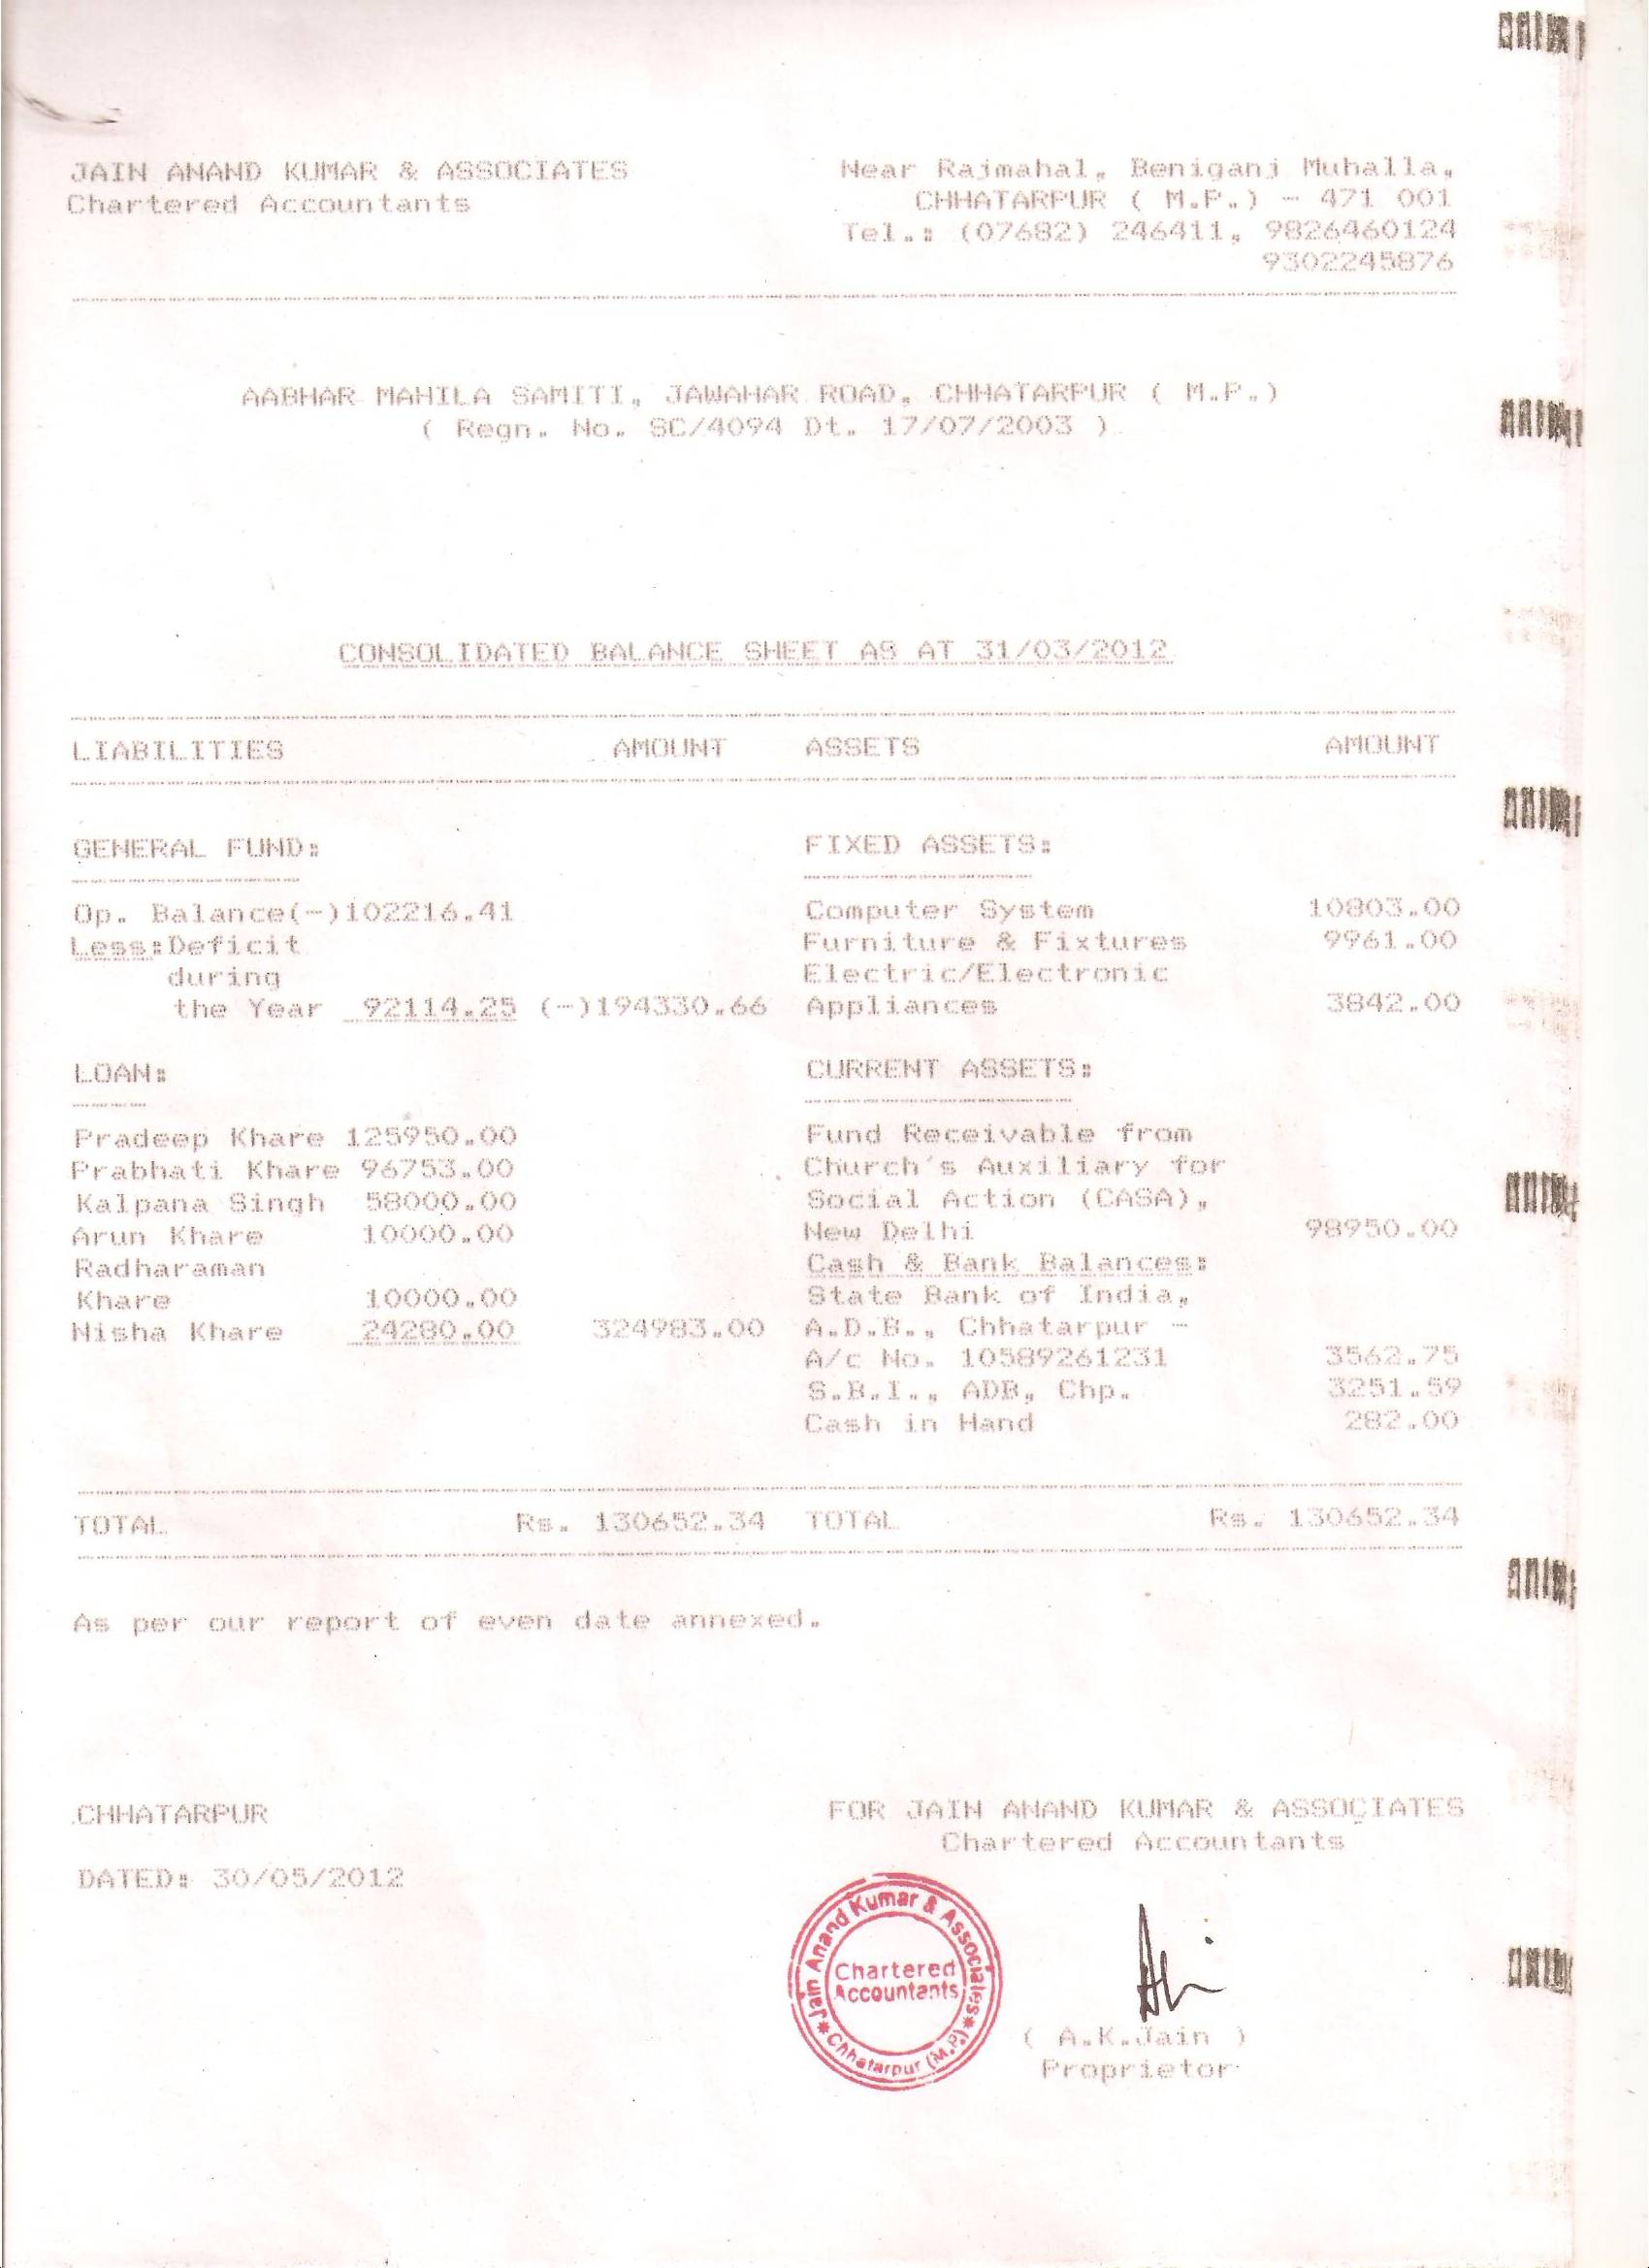 JAIN ANAND KUMAR & ASSOCIATES Near Rajmahal, Beniganj Muhalla,
Chartered Accountants CHHATARPUR ( M.P.) - 471 001
Tel.: (07682) 246411, 9826460124
9302245876
AABHAR MAHILA SAMITI, JAWAHAR ROAD, CHHATARPUR ( M.P.)
( Regn. No. SC/4094 Dt. 17/07/2003 )
CONSOLIDATED BALANCE SHEET AS AT 31/03/2012
LIABILITIES AMOUNT ASSETS AMOUNT
GENERAL FUND: FIXED ASSETS:
Op. Balance(-)102216.41 Computer System 10803.00
Less:Deficit Furniture & Fixtures 9961.00
during Electric/Electronic
the Year 92114.25 (-)194330.66 Appliances 3842.00
LOAN: CURRENT ASSETS:
Pradeep Khare 125950.00 Fund Receivable from
Prabhati Khare 96753.00 Church's Auxiliary for
Kalpana Singh 58000.00 Social Action (CASA),
Arun Khare 10000.00 New Delhi 98950.00
Radharaman Cash & Bank Balances:
Khare 10000.00 State Bank of India,
Nisha Khare 24280.00 324983.00 A.D.B., Chhatarpur -
A/c No. 10589261231 3562.75
S.B.I., ADB, Chp. 3251.59
Cash in Hand 282.00
TOTAL Rs. 130652.34 TOTAL Rs. 130652.34
As per our report of even date annexed.
CHHATARPUR FOR JAIN ANAND KUMAR & ASSOCIATES
Chartered Accountants
DATED: 30/05/2012
Jain Anand Kumar & Associates
Chartered
Accountants
Chhatarpur (M.P.)
( A.K.Jain )
Proprietor